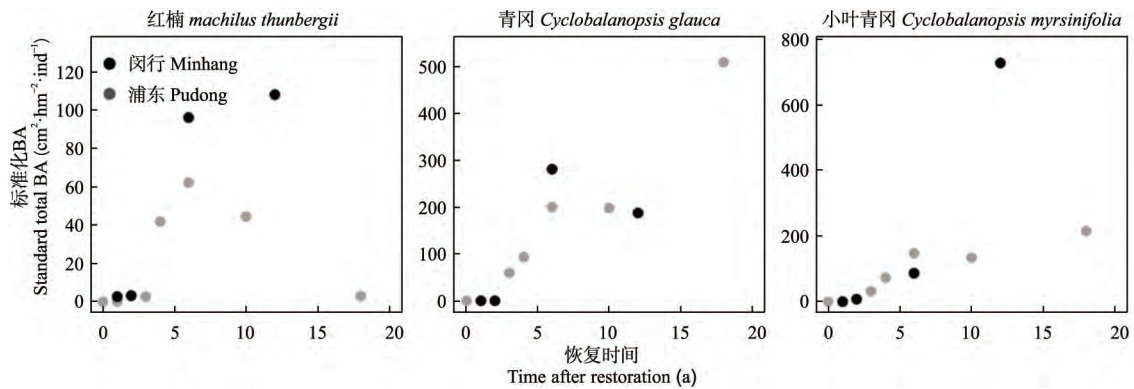 红楠 machilus thunbergii
青冈 Cyclobalanopsis glauca
小叶青冈 Cyclobalanopsis myrsinifolia
标准化BA
Standard total BA (cm²·hm⁻²·ind⁻¹)
120
100
80
60
40
20
0
闵行 Minhang
浦东 Pudong
0 5 10 15 20
500
400
300
200
100
0
0 5 10 15 20
800
600
400
200
0
0 5 10 15 20
恢复时间
Time after restoration (a)